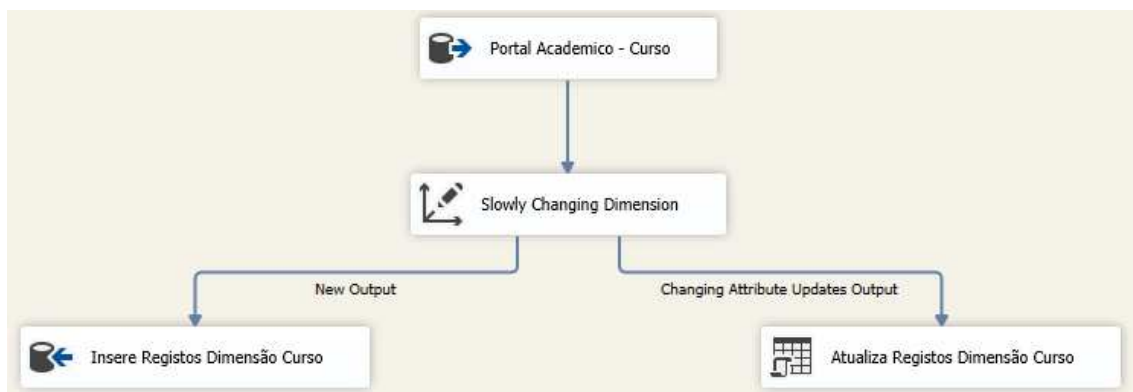 Portal Academico - Curso
Slowly Changing Dimension
New Output
Changing Attribute Updates Output
Insere Registos Dimensão Curso
Atualiza Registos Dimensão Curso